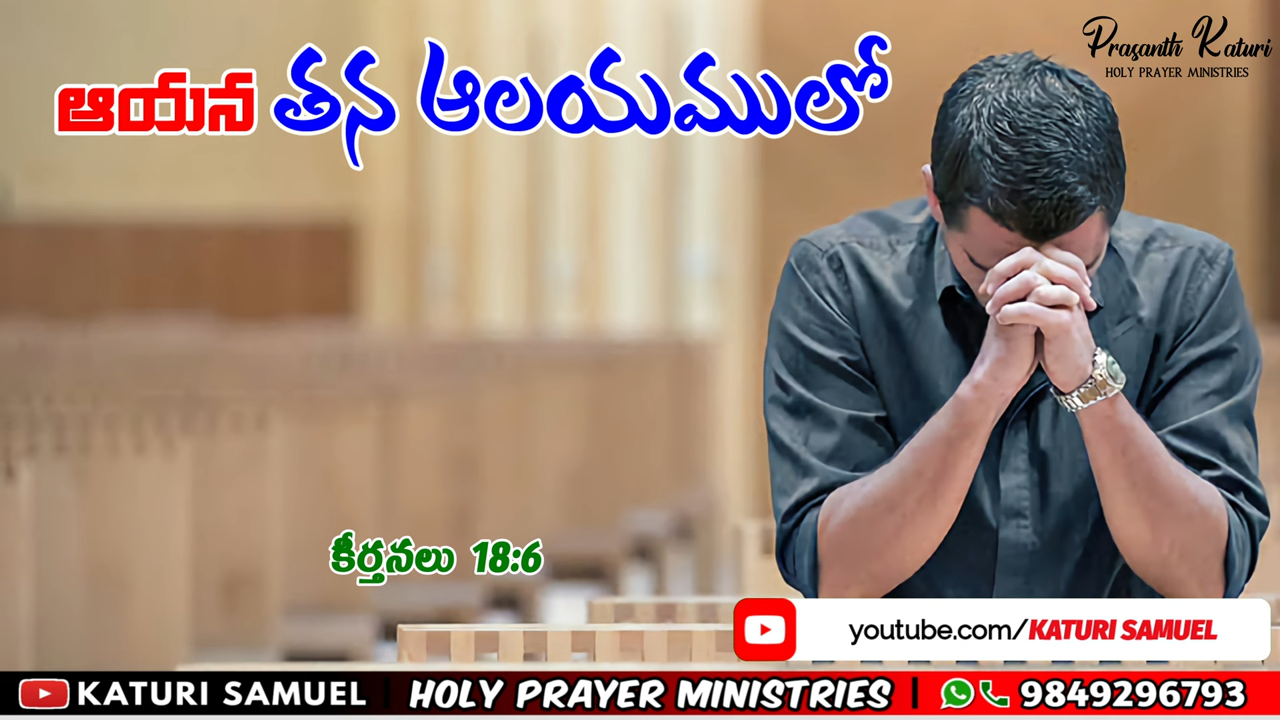 Prasanth Katuri
HOLY PRAYER MINISTRIES
ఆయన తన ఆలయములో
కీర్తనలు 18:6
youtube.com/KATURI SAMUEL
KATURI SAMUEL | HOLY PRAYER MINISTRIES | 9849296793